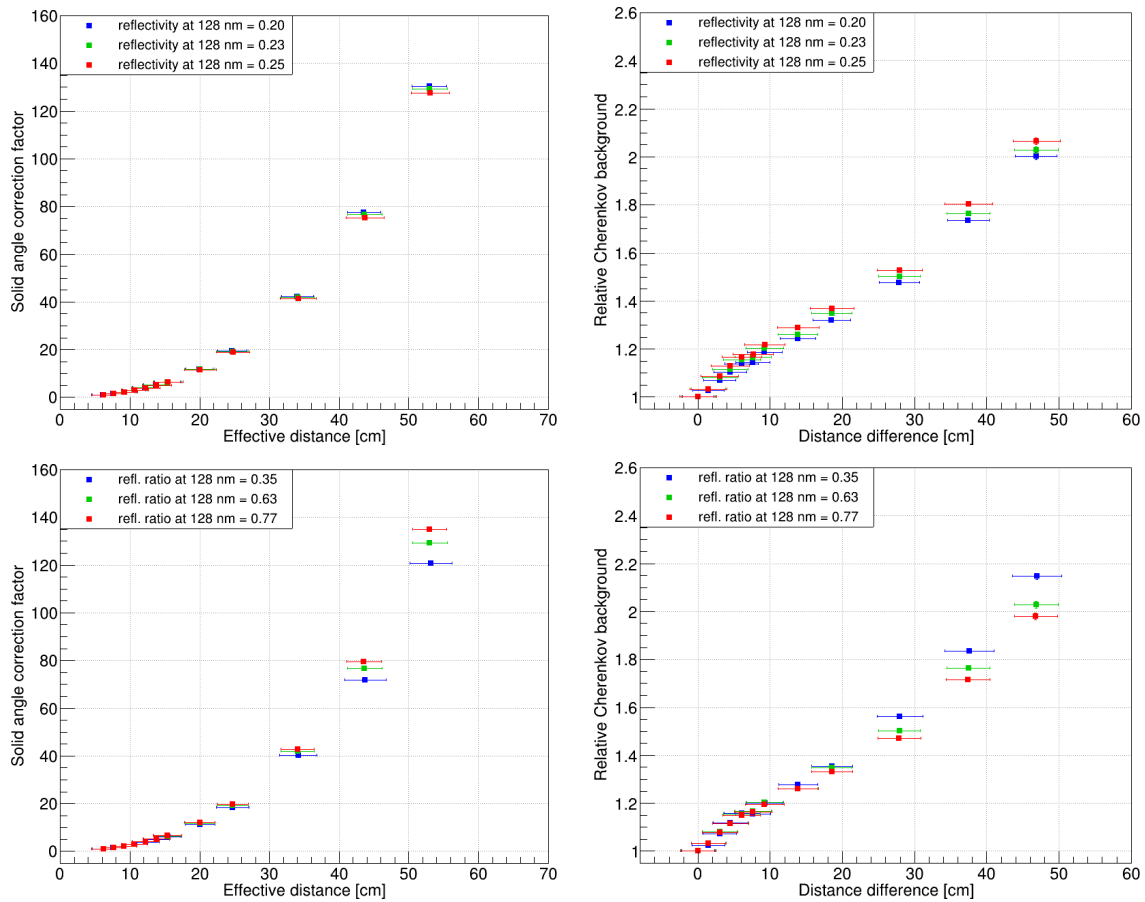 160
140
120
100
80
60
40
20
0
Solid angle correction factor
reflectivity at 128 nm = 0.20
reflectivity at 128 nm = 0.23
reflectivity at 128 nm = 0.25
0 10 20 30 40 50 60 70
Effective distance [cm]
2.6
2.4
2.2
2
1.8
1.6
1.4
1.2
1
Relative Cherenkov background
reflectivity at 128 nm = 0.20
reflectivity at 128 nm = 0.23
reflectivity at 128 nm = 0.25
0 10 20 30 40 50 60
Distance difference [cm]
160
140
120
100
80
60
40
20
0
Solid angle correction factor
refl. ratio at 128 nm = 0.35
refl. ratio at 128 nm = 0.63
refl. ratio at 128 nm = 0.77
0 10 20 30 40 50 60 70
Effective distance [cm]
2.6
2.4
2.2
2
1.8
1.6
1.4
1.2
1
Relative Cherenkov background
refl. ratio at 128 nm = 0.35
refl. ratio at 128 nm = 0.63
refl. ratio at 128 nm = 0.77
0 10 20 30 40 50 60
Distance difference [cm]